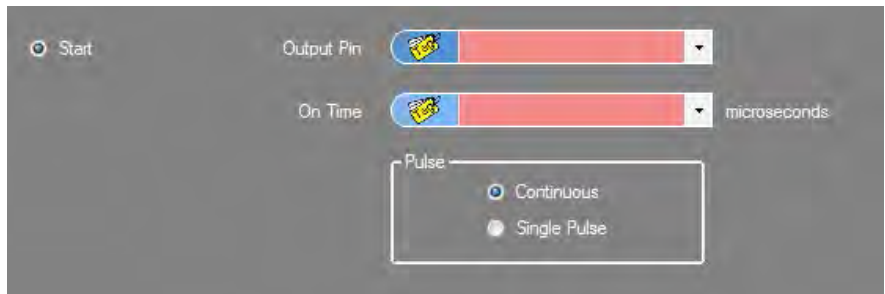 Start
Output Pin
On Time
microseconds
Pulse
Continuous
Single Pulse